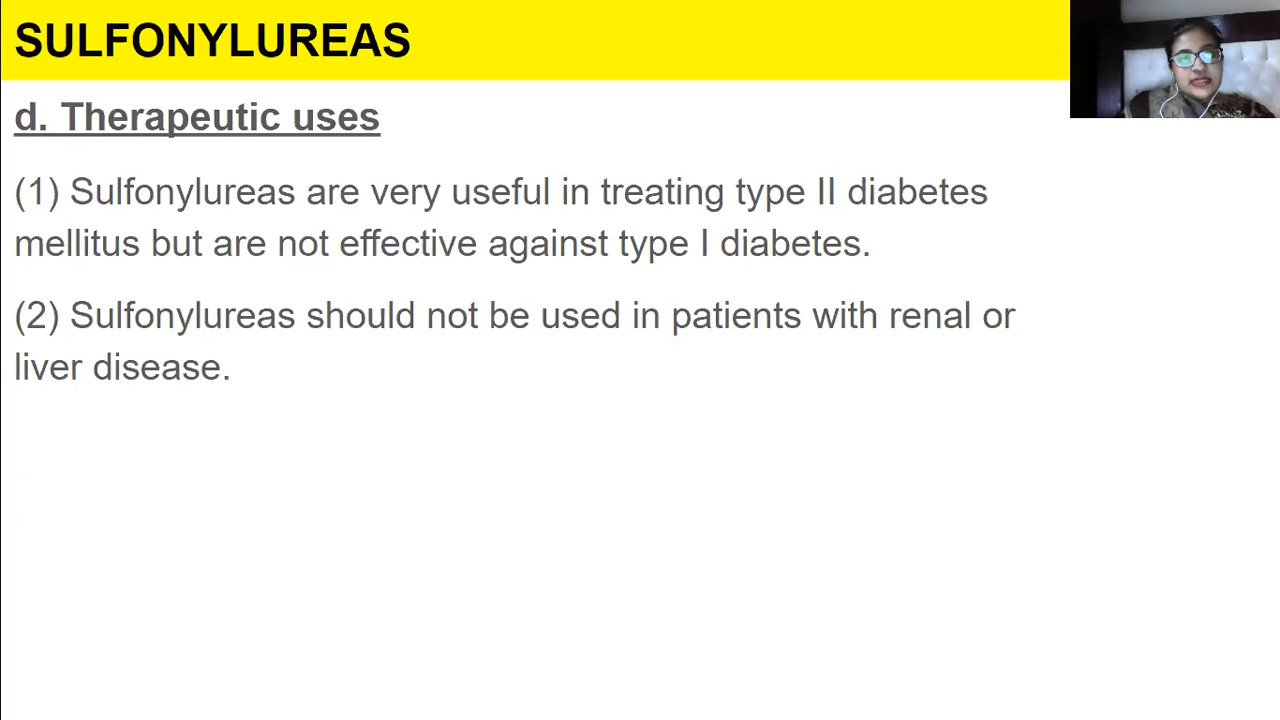 SULFONYLUREAS
d. Therapeutic uses
(1) Sulfonylureas are very useful in treating type II diabetes
mellitus but are not effective against type I diabetes.
(2) Sulfonylureas should not be used in patients with renal or
liver disease.